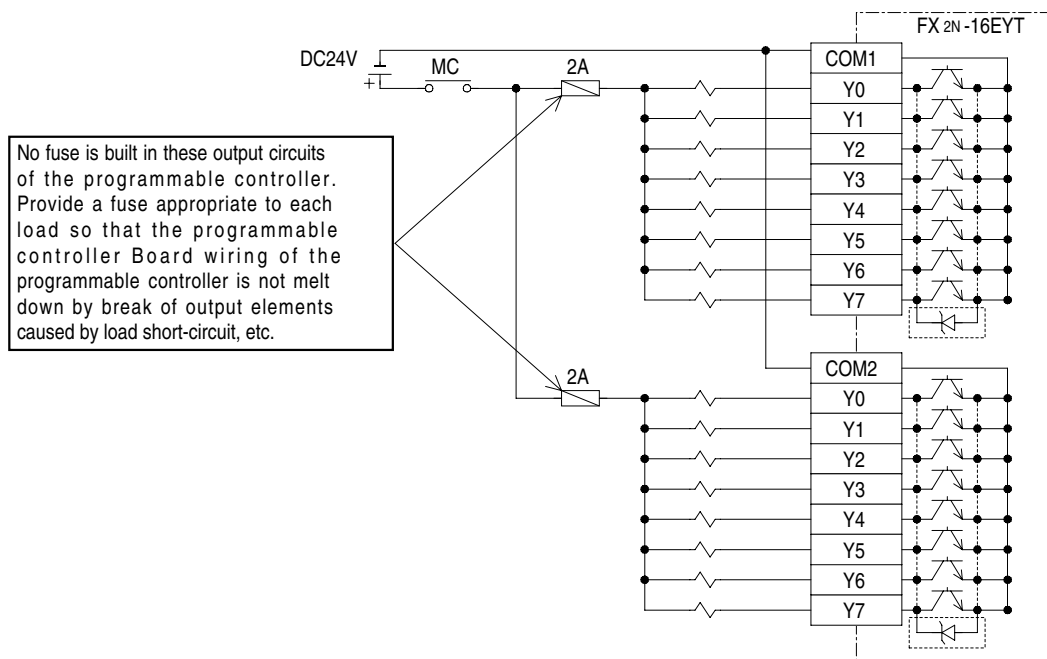 FX 2N -16EYT
DC24V
+
MC
2A
COM1
Y0
Y1
Y2
Y3
Y4
Y5
Y6
Y7
No fuse is built in these output circuits
of the programmable controller.
Provide a fuse appropriate to each
load so that the programmable
controller Board wiring of the
programmable controller is not melt
down by break of output elements
caused by load short-circuit, etc.
2A
COM2
Y0
Y1
Y2
Y3
Y4
Y5
Y6
Y7